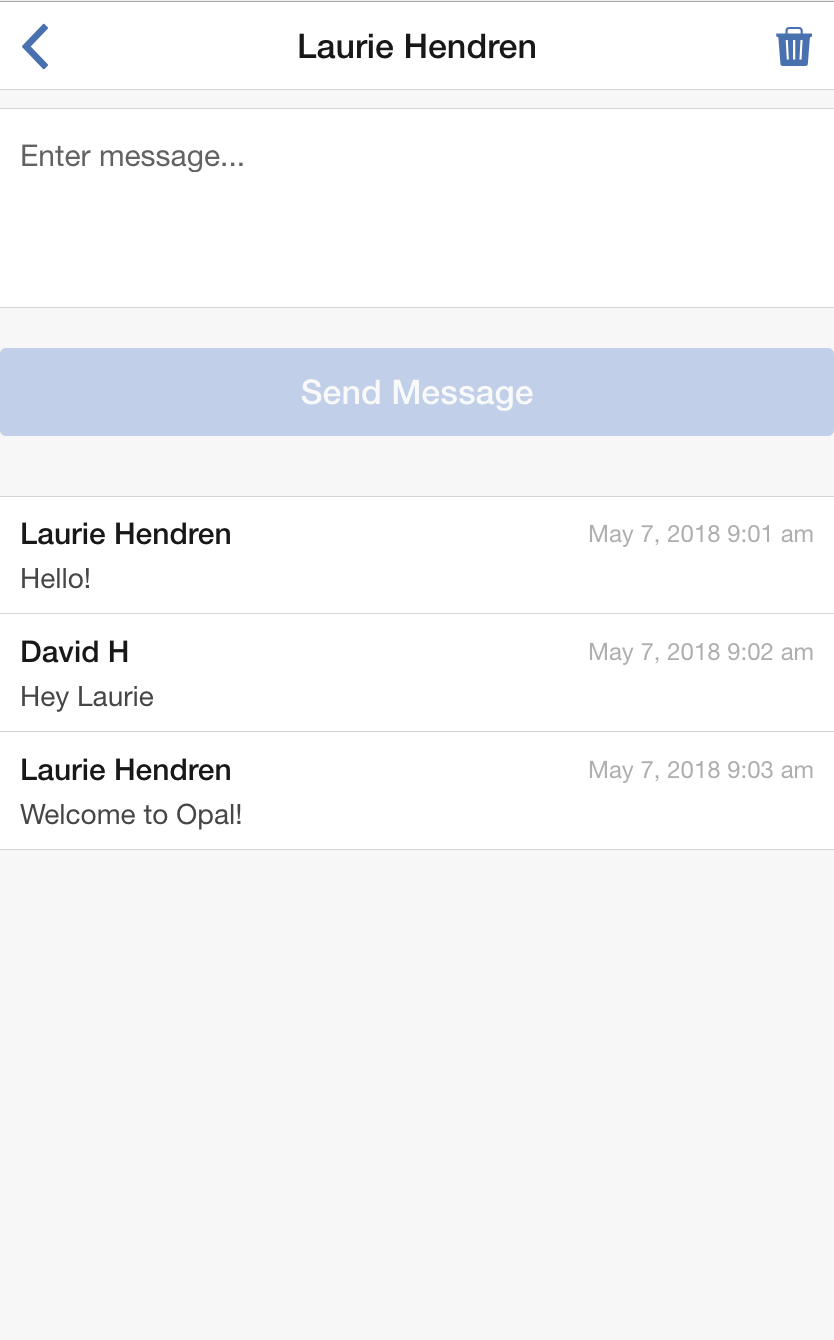 Laurie Hendren
Enter message...
Send Message
Laurie Hendren May 7, 2018 9:01 am
Hello!
David H May 7, 2018 9:02 am
Hey Laurie
Laurie Hendren May 7, 2018 9:03 am
Welcome to Opal!